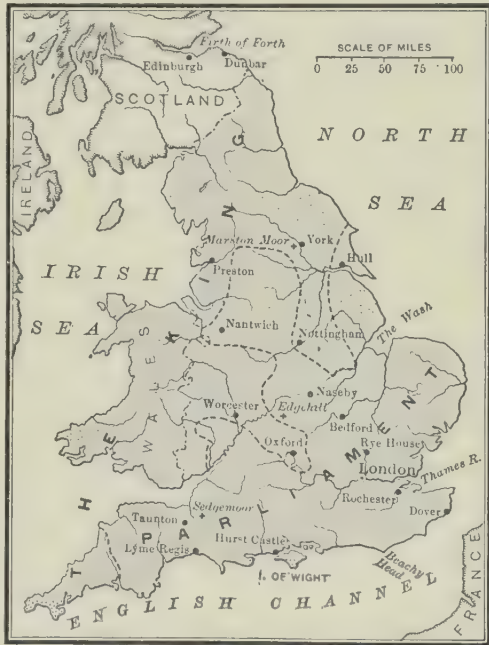 Firth of Forth
Edinburgh
Dunbar
SCALE OF MILES
0 25 50 100
SCOTLAND
IRELAND
NORTH
SEA
Marston Moor
York
Hull
Preston
IRISH
SEA
Nantwich
Nottingham
The Wash
WALES
Naseby
Worcester
Edgehill
Bedford
Oxford
Rye House
London
Thames R.
Rochester
Dover
Sedgemoor
Taunton
Lyme Regis
Hurst Castle
Beachy
Head
I. OF WIGHT
THE KING
PARLIAMENT
ENGLISH CHANNEL
FRANCE